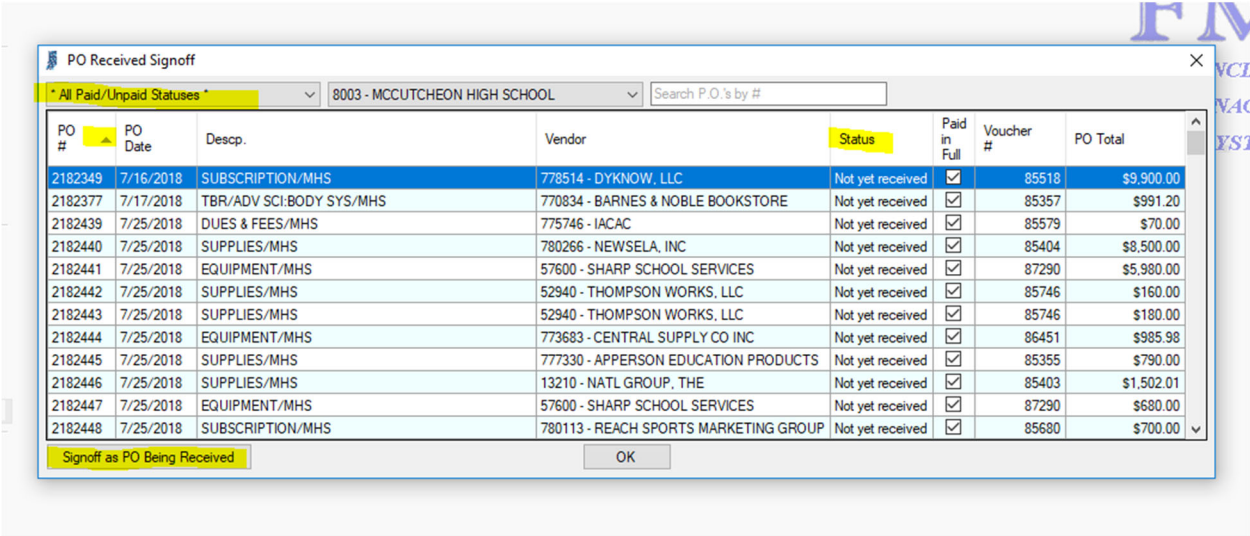 FM
NCI
NAG
YST
PO Received Signoff
* All Paid/Unpaid Statuses * 8003 - MCCUTCHEON HIGH SCHOOL Search P.O.'s by #
PO # PO Date Descp. Vendor Status Paid in Full Voucher # PO Total
2182349 7/16/2018 SUBSCRIPTION/MHS 778514 - DYKNOW, LLC Not yet received 85518 $9,900.00
2182377 7/17/2018 TBR/ADV SCI:BODY SYS/MHS 770834 - BARNES & NOBLE BOOKSTORE Not yet received 85357 $991.20
2182439 7/25/2018 DUES & FEES/MHS 775746 - IACAC Not yet received 85579 $70.00
2182440 7/25/2018 SUPPLIES/MHS 780266 - NEWSELA, INC Not yet received 85404 $8,500.00
2182441 7/25/2018 EQUIPMENT/MHS 57600 - SHARP SCHOOL SERVICES Not yet received 87290 $5,980.00
2182442 7/25/2018 SUPPLIES/MHS 52940 - THOMPSON WORKS, LLC Not yet received 85746 $160.00
2182443 7/25/2018 SUPPLIES/MHS 52940 - THOMPSON WORKS, LLC Not yet received 85746 $180.00
2182444 7/25/2018 EQUIPMENT/MHS 773683 - CENTRAL SUPPLY CO INC Not yet received 86451 $985.98
2182445 7/25/2018 SUPPLIES/MHS 777330 - APPERSON EDUCATION PRODUCTS Not yet received 85355 $790.00
2182446 7/25/2018 SUPPLIES/MHS 13210 - NATL GROUP, THE Not yet received 85403 $1,502.01
2182447 7/25/2018 EQUIPMENT/MHS 57600 - SHARP SCHOOL SERVICES Not yet received 87290 $680.00
2182448 7/25/2018 SUBSCRIPTION/MHS 780113 - REACH SPORTS MARKETING GROUP Not yet received 85680 $700.00
Signoff as PO Being Received OK